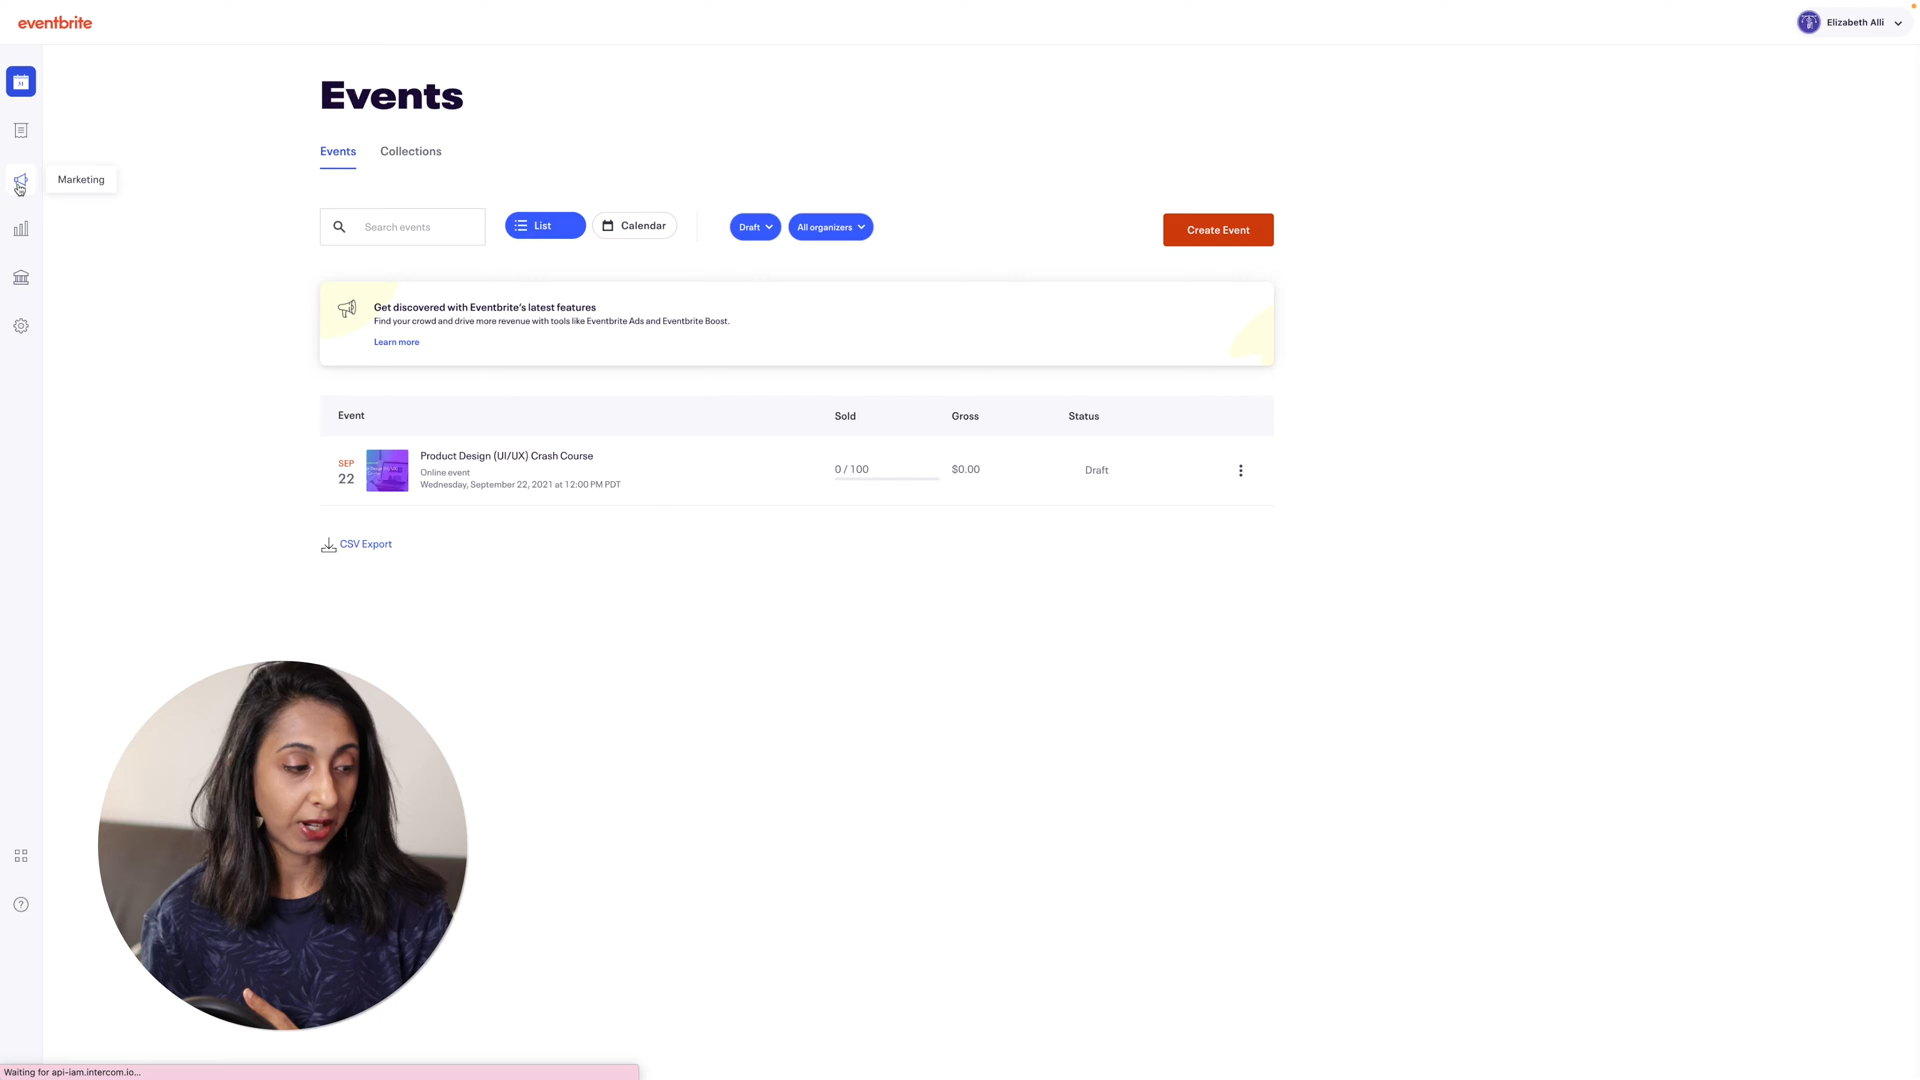 eventbrite
Elizabeth Alli
Events
Events Collections
Marketing
Search events List Calendar Draft All organizers Create Event
Get discovered with Eventbrite's latest features
Find your crowd and drive more revenue with tools like Eventbrite Ads and Eventbrite Boost.
Learn more
Event Sold Gross Status
SEP
22
Product Design (UI/UX) Crash Course
Online event
Wednesday, September 22, 2021 at 12:00 PM PDT
0 / 100 $0.00 Draft
CSV Export
Waiting for api-iam.intercom.io...